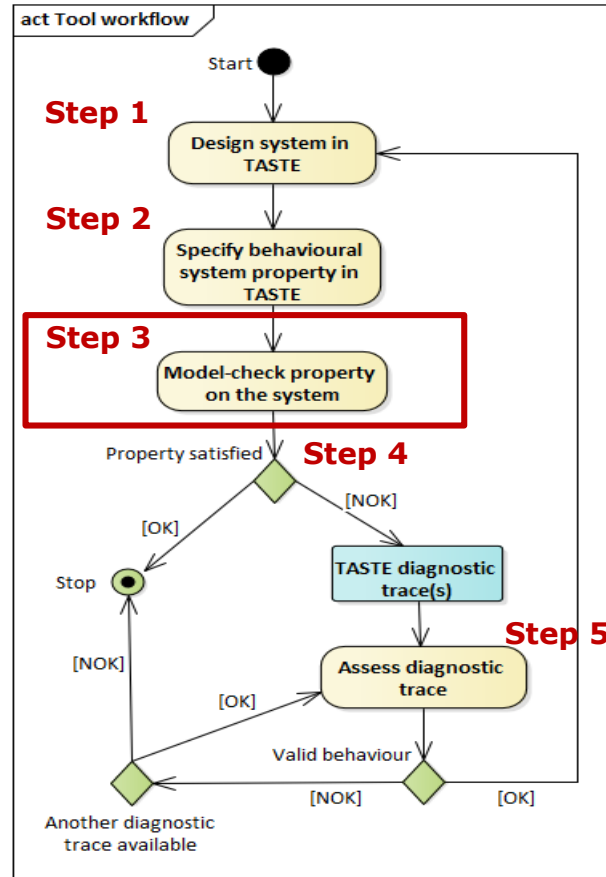 act Tool workflow
Start
Step 1
Design system in
TASTE
Step 2
Specify behavioural
system property in
TASTE
Step 3
Model-check property
on the system
Property satisfied
Step 4
[OK]
[NOK]
Stop
TASTE diagnostic
trace(s)
Step 5
[NOK]
Assess diagnostic
trace
[OK]
Valid behaviour
[NOK]
[OK]
Another diagnostic
trace available